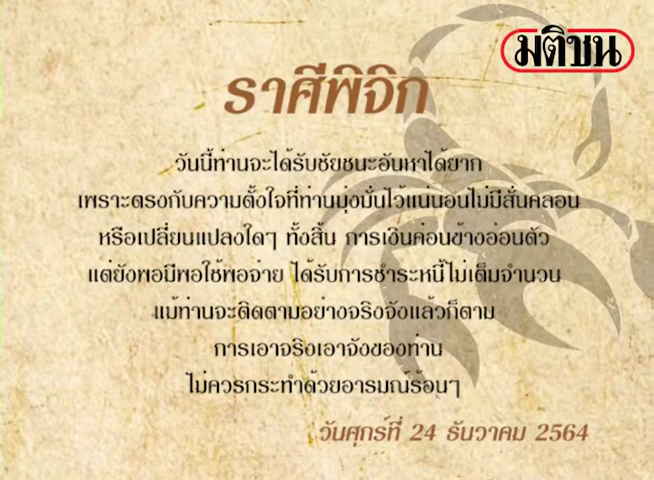 มติชน
ราศีพิจิก
วันนี้ท่านจะได้รับชัยชนะอันหาได้ยาก
เพราะตรงกับความตั้งใจที่ท่านมุ่งมั่นไว้แน่นอนไม่มีสั่นคลอน
หรือเปลี่ยนแปลงใดๆ ทั้งสิ้น การเงินค่อนข้างอ่อนตัว
แต่ยังพอมีพอใช้พอจ่าย ได้รับการชำระหนี้ไม่เต็มจำนวน
แม้ท่านจะติดตามอย่างจริงจังแล้วก็ตาม
การเอาจริงเอาจังของท่าน
ไม่ควรกระทำด้วยอารมณ์ร้อนๆ
วันศุกร์ที่ 24 ธันวาคม 2564